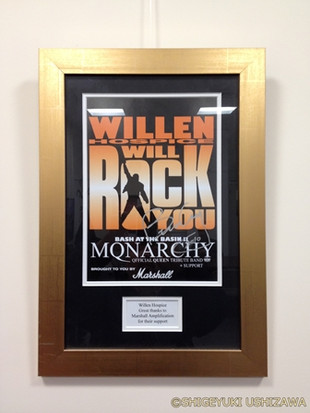 WILLEN
HOSPICE
WILL
ROCK
YOU
BASH AT THE BASIN II
MQNARCHY
OFFICIAL QUEEN TRIBUTE BAND
+ SUPPORT
BROUGHT TO YOU BY
Marshall
Willen Hospice
Great thanks to
Marshall Amplification
for their support
©SHIGEYUKI USHIZAWA